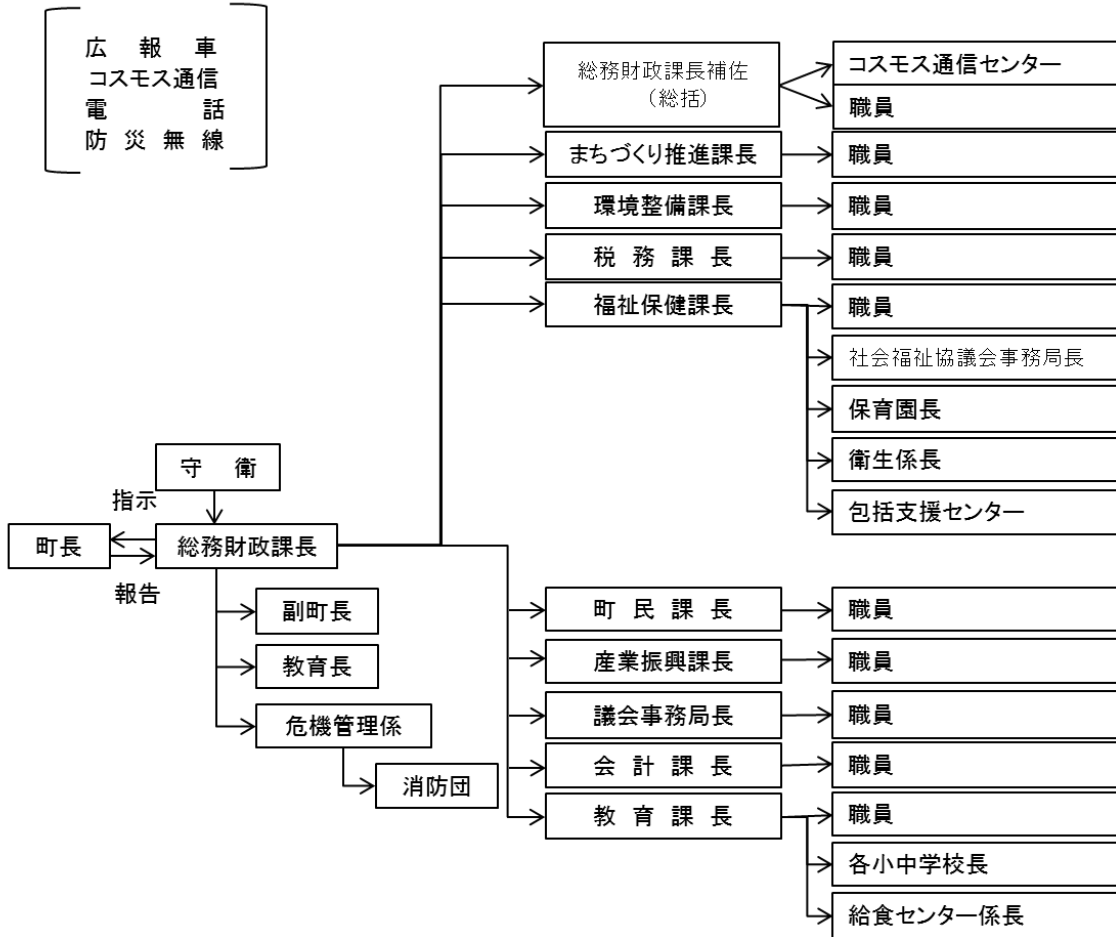 広報車
コスモス通信
電話
防災無線
総務財政課長補佐
（総括）
コスモス通信センター
職員
まちづくり推進課長
職員
環境整備課長
職員
税務課長
職員
福祉保健課長
職員
社会福祉協議会事務局長
保育園長
衛生係長
包括支援センター
守衛
指示
町長
総務財政課長
報告
副町長
教育長
危機管理係
消防団
町民課長
職員
産業振興課長
職員
議会事務局長
職員
会計課長
職員
教育課長
職員
各小中学校長
給食センター係長